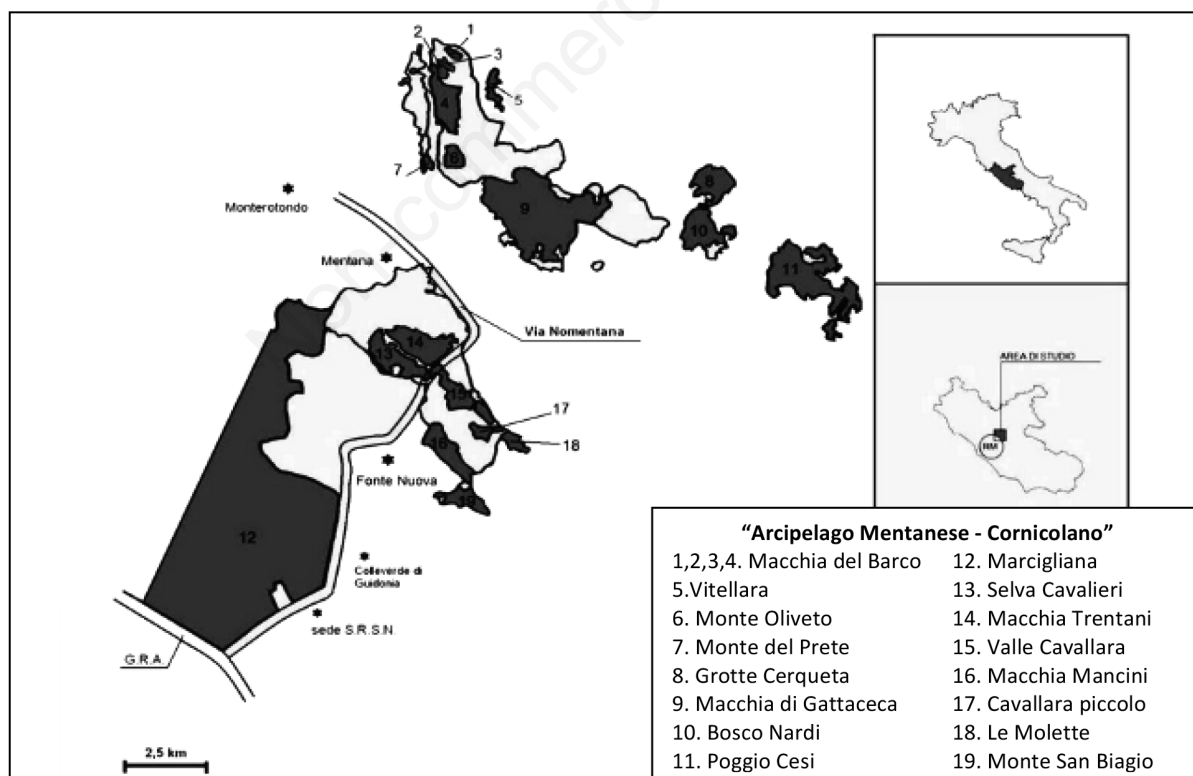 Non-commerc
1
2
3
4
5
6
7
8
9
10
11
Monterotondo
Mentana
Via Nomentana
AREA DI STUDIO
RM
13
14
15
16
17
18
19
Fonte Nuova
12
Colleverde di
Guidonia
sede S.R.S.N.
G.R.A.
2,5 km
“Arcipelago Mentanese - Cornicolano”
1,2,3,4. Macchia del Barco
5.Vitellara
6. Monte Oliveto
7. Monte del Prete
8. Grotte Cerqueta
9. Macchia di Gattaceca
10. Bosco Nardi
11. Poggio Cesi
12. Marcigliana
13. Selva Cavalieri
14. Macchia Trentani
15. Valle Cavallara
16. Macchia Mancini
17. Cavallara piccolo
18. Le Molette
19. Monte San Biagio